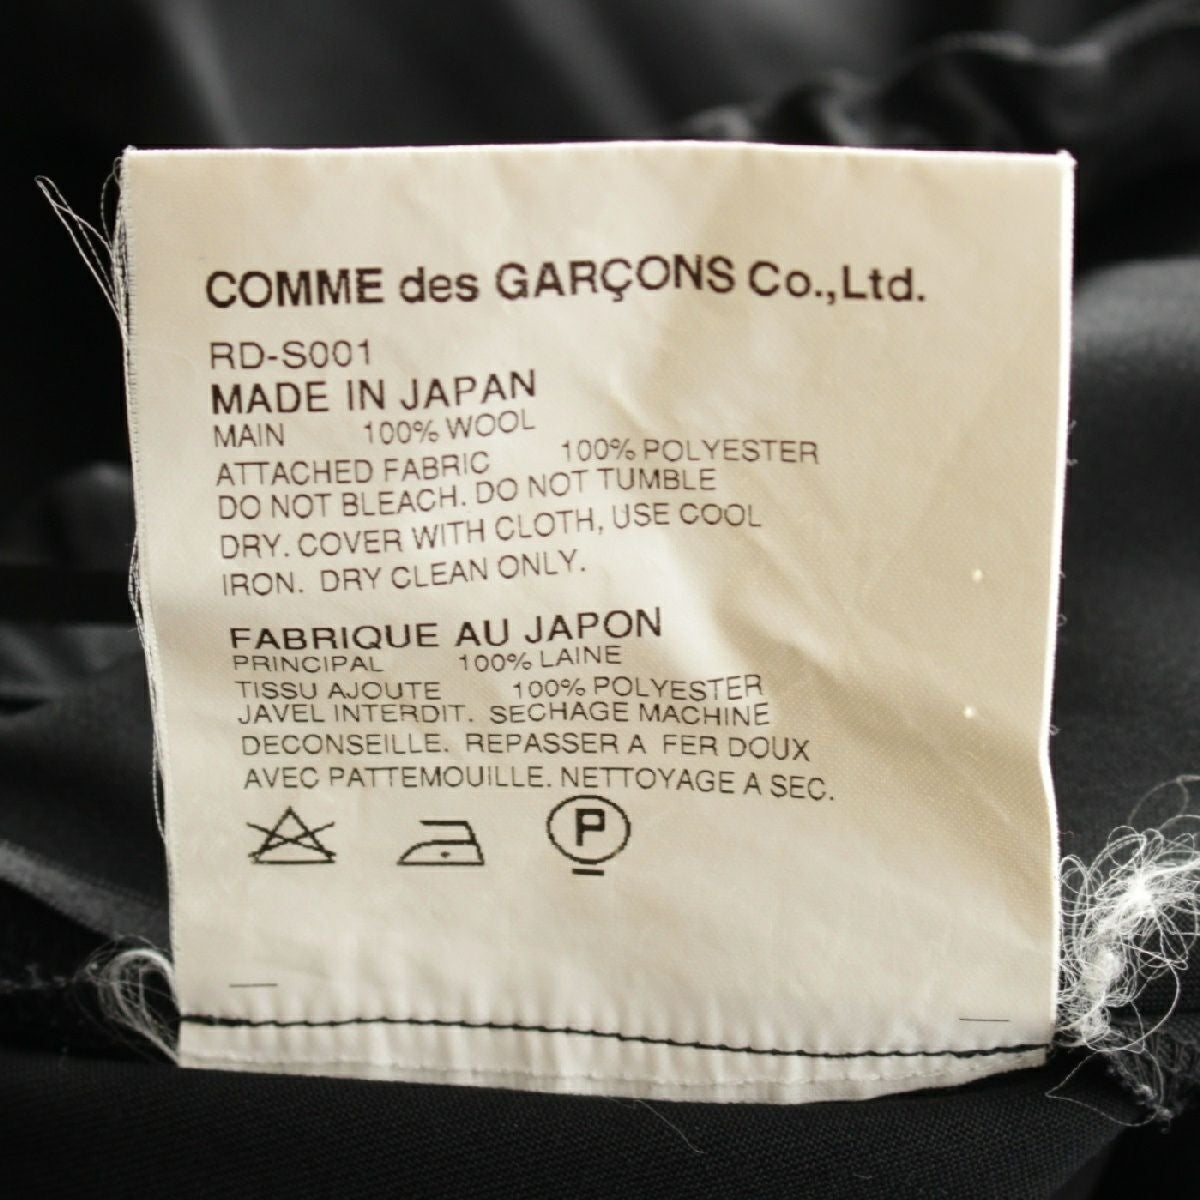 COMME des GARÇONS Co.,Ltd.
RD-S001
MADE IN JAPAN
MAIN 100% WOOL
ATTACHED FABRIC 100% POLYESTER
DO NOT BLEACH. DO NOT TUMBLE
DRY. COVER WITH CLOTH, USE COOL
IRON. DRY CLEAN ONLY.
FABRIQUE AU JAPON
PRINCIPAL 100% LAINE
TISSU AJOUTE 100% POLYESTER
JAVEL INTERDIT. SECHAGE MACHINE
DECONSEILLE. REPASSER A FER DOUX
AVEC PATTEMOUILLE. NETTOYAGE A SEC.
P